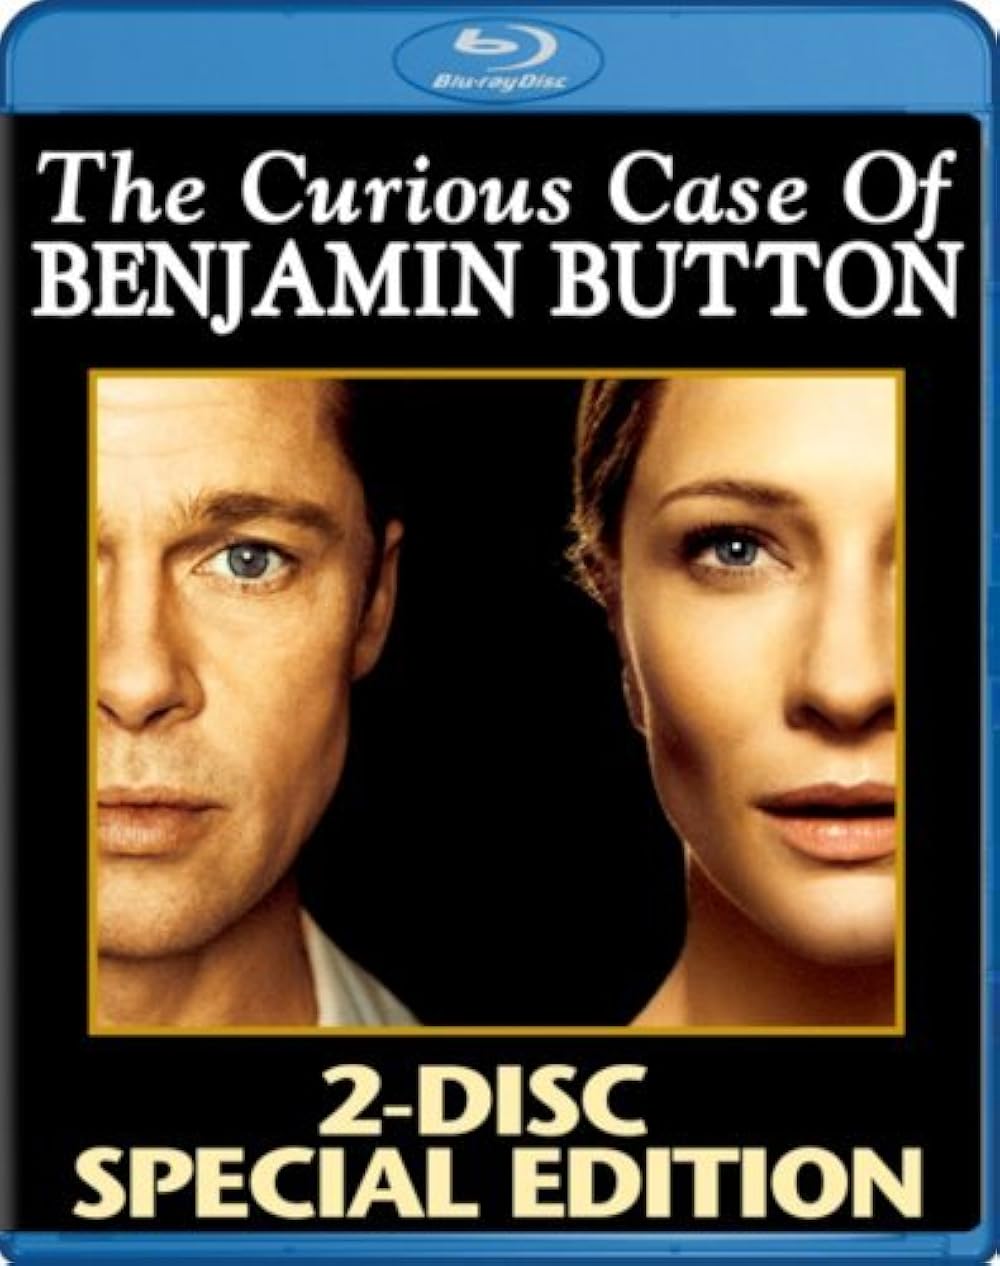 Blu-ray Disc
The Curious Case Of
BENJAMIN BUTTON
2-DISC
SPECIAL EDITION